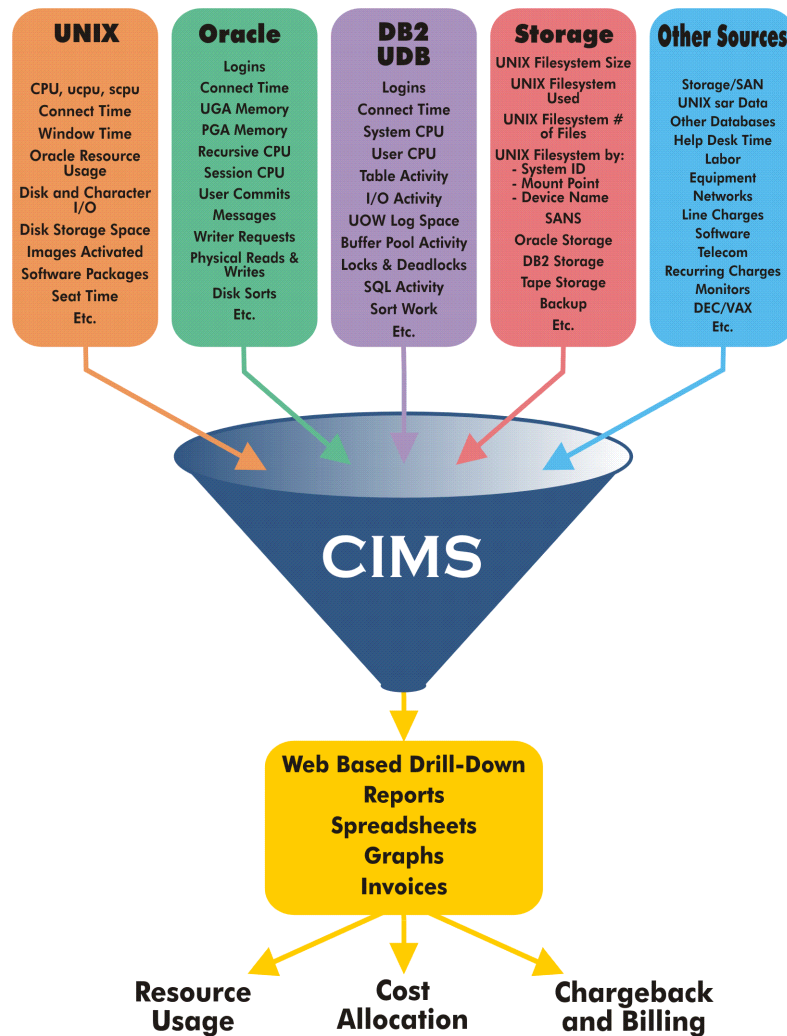 UNIX
CPU, ucpu, scpu
Connect Time
Window Time
Oracle Resource
Usage
Disk and Character
I/O
Disk Storage Space
Images Activated
Software Packages
Seat Time
Etc.
Oracle
Logins
Connect Time
UGA Memory
PGA Memory
Recursive CPU
Session CPU
User Commits
Messages
Writer Requests
Physical Reads &
Writes
Disk Sorts
Etc.
DB2
UDB
Logins
Connect Time
System CPU
User CPU
Table Activity
I/O Activity
UOW Log Space
Buffer Pool Activity
Locks & Deadlocks
SQL Activity
Sort Work
Etc.
Storage
UNIX Filesystem Size
UNIX Filesystem
Used
UNIX Filesystem #
of Files
UNIX Filesystem by:
- System ID
- Mount Point
- Device Name
SANS
Oracle Storage
DB2 Storage
Tape Storage
Backup
Etc.
Other Sources
Storage/SAN
UNIX sar Data
Other Databases
Help Desk Time
Labor
Equipment
Networks
Line Charges
Software
Telecom
Recurring Charges
Monitors
DEC/VAX
Etc.
CIMS
Web Based Drill-Down
Reports
Spreadsheets
Graphs
Invoices
Resource
Usage
Cost
Allocation
Chargeback
and Billing